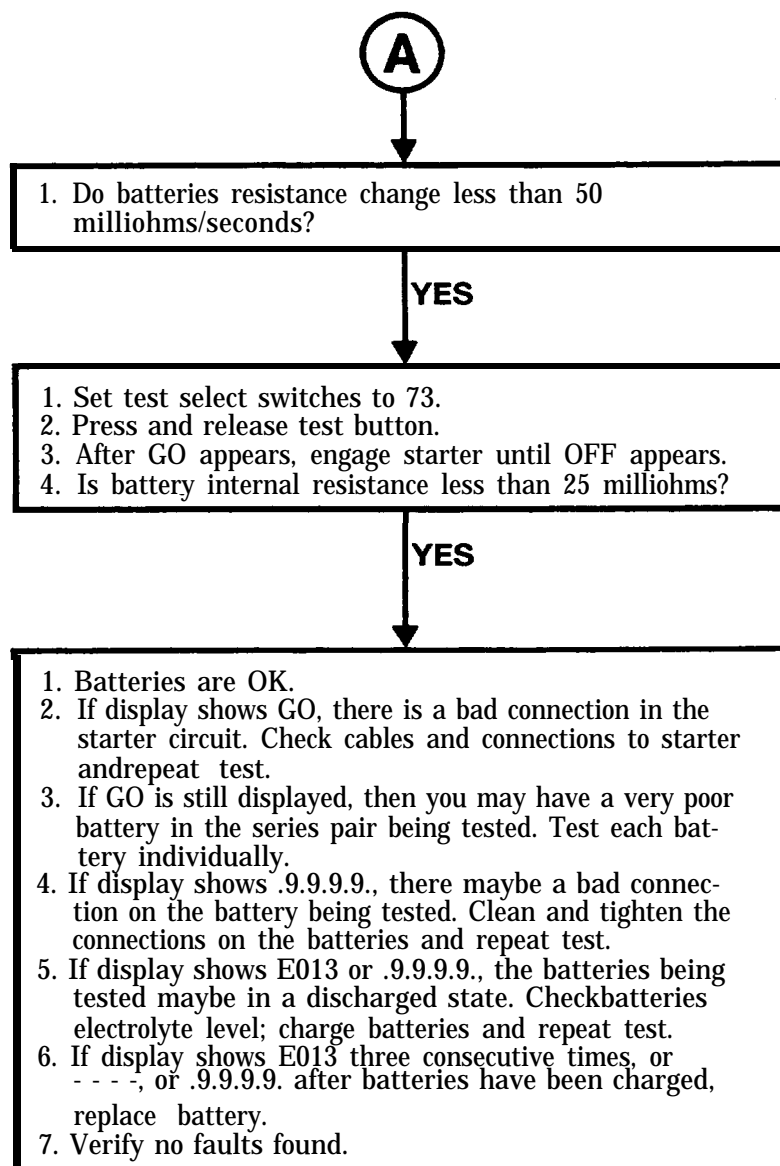 A
1. Do batteries resistance change less than 50
milliohms/seconds?
YES
1. Set test select switches to 73.
2. Press and release test button.
3. After GO appears, engage starter until OFF appears.
4. Is battery internal resistance less than 25 milliohms?
YES
1. Batteries are OK.
2. If display shows GO, there is a bad connection in the
starter circuit. Check cables and connections to starter
andrepeat test.
3. If GO is still displayed, then you may have a very poor
battery in the series pair being tested. Test each bat-
tery individually.
4. If display shows .9.9.9.9., there maybe a bad connec-
tion on the battery being tested. Clean and tighten the
connections on the batteries and repeat test.
5. If display shows E013 or .9.9.9.9., the batteries being
tested maybe in a discharged state. Checkbatteries
electrolyte level; charge batteries and repeat test.
6. If display shows E013 three consecutive times, or
- - - -, or .9.9.9.9. after batteries have been charged,
replace battery.
7. Verify no faults found.